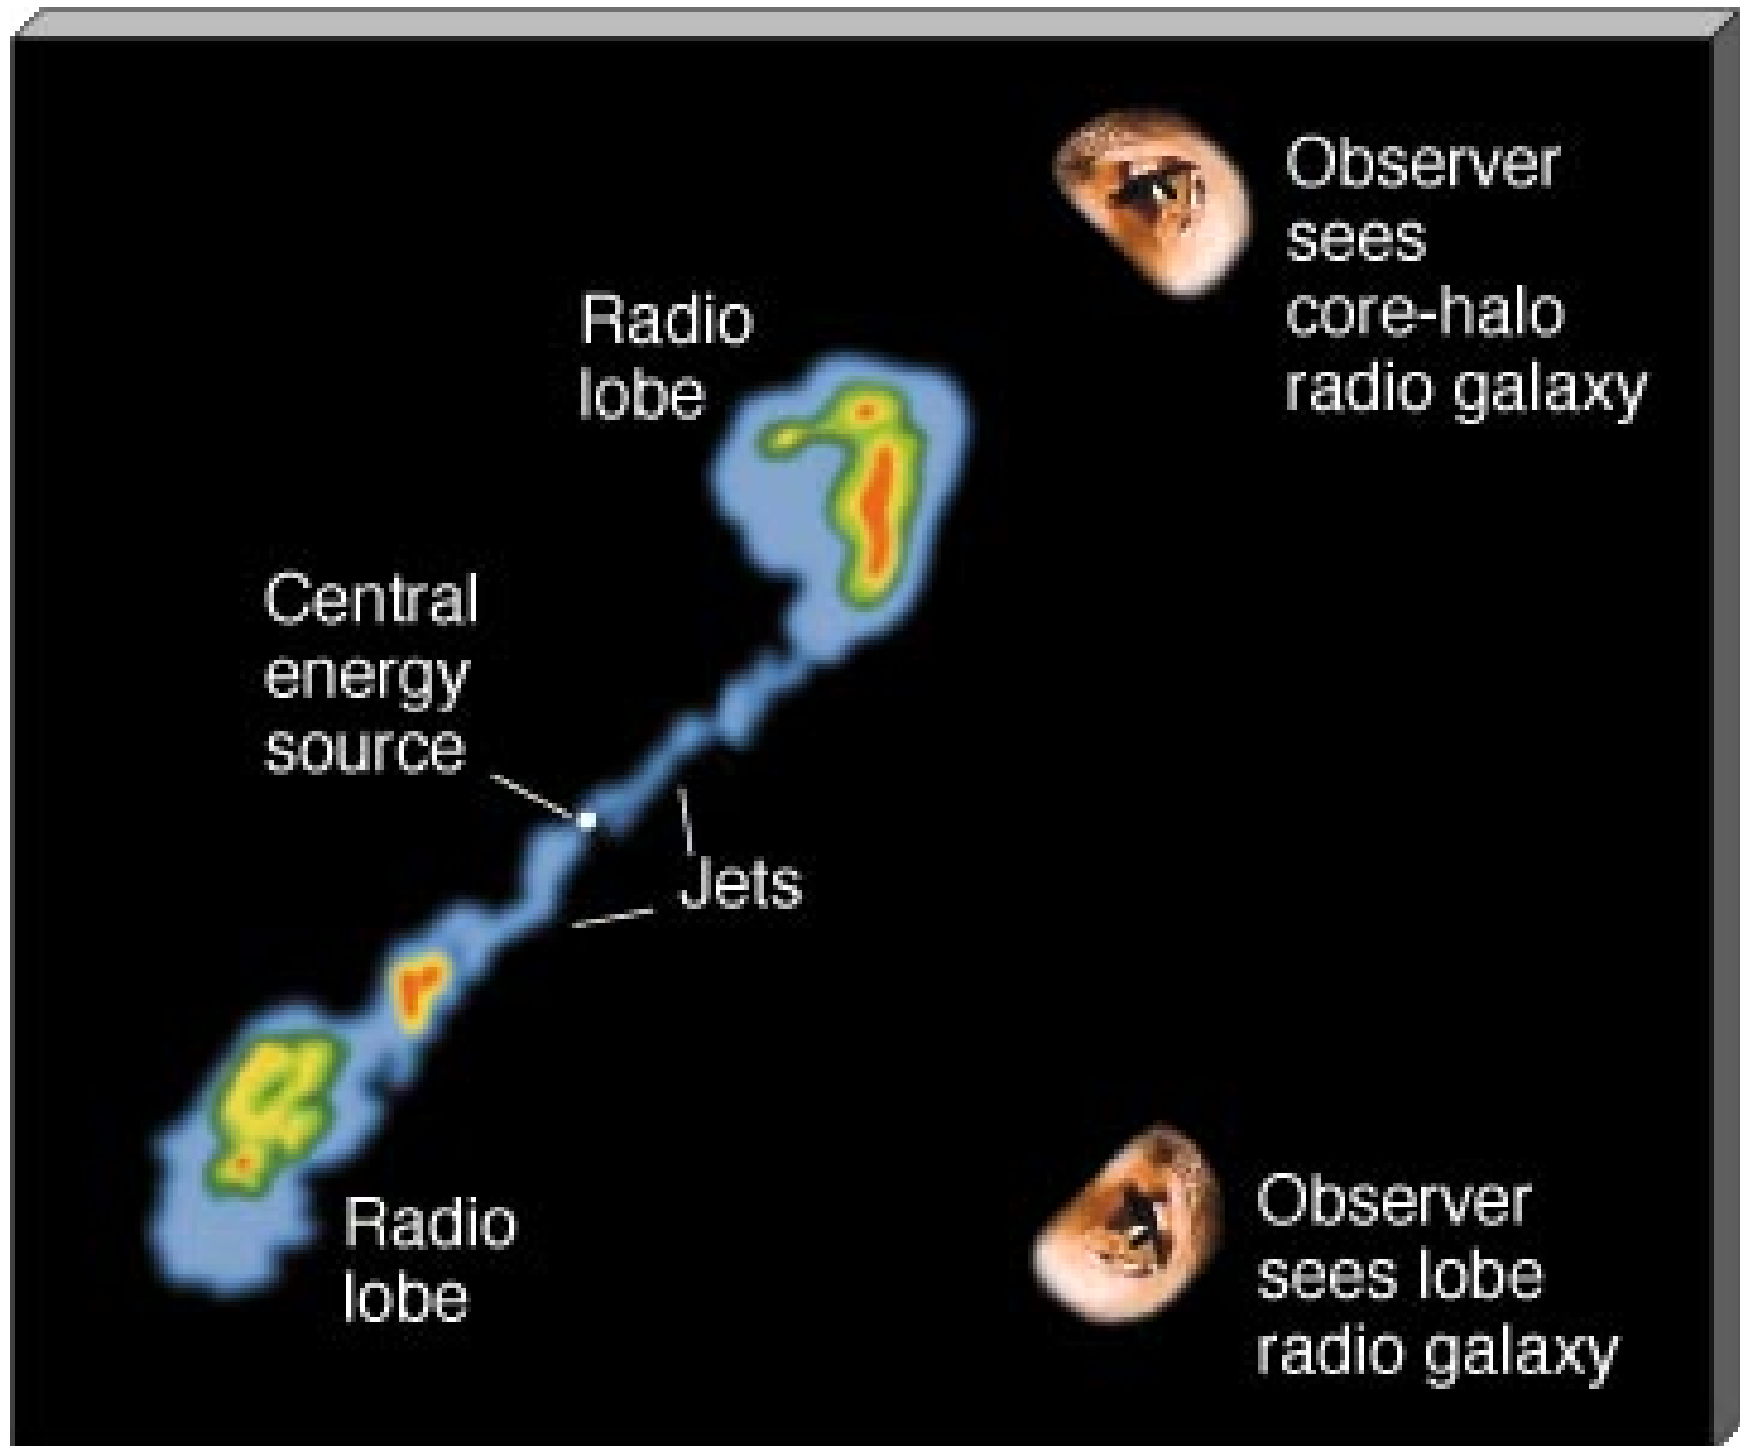 Observer
sees
core-halo
radio galaxy
Radio
lobe
Central
energy
source
Jets
Radio
lobe
Observer
sees lobe
radio galaxy